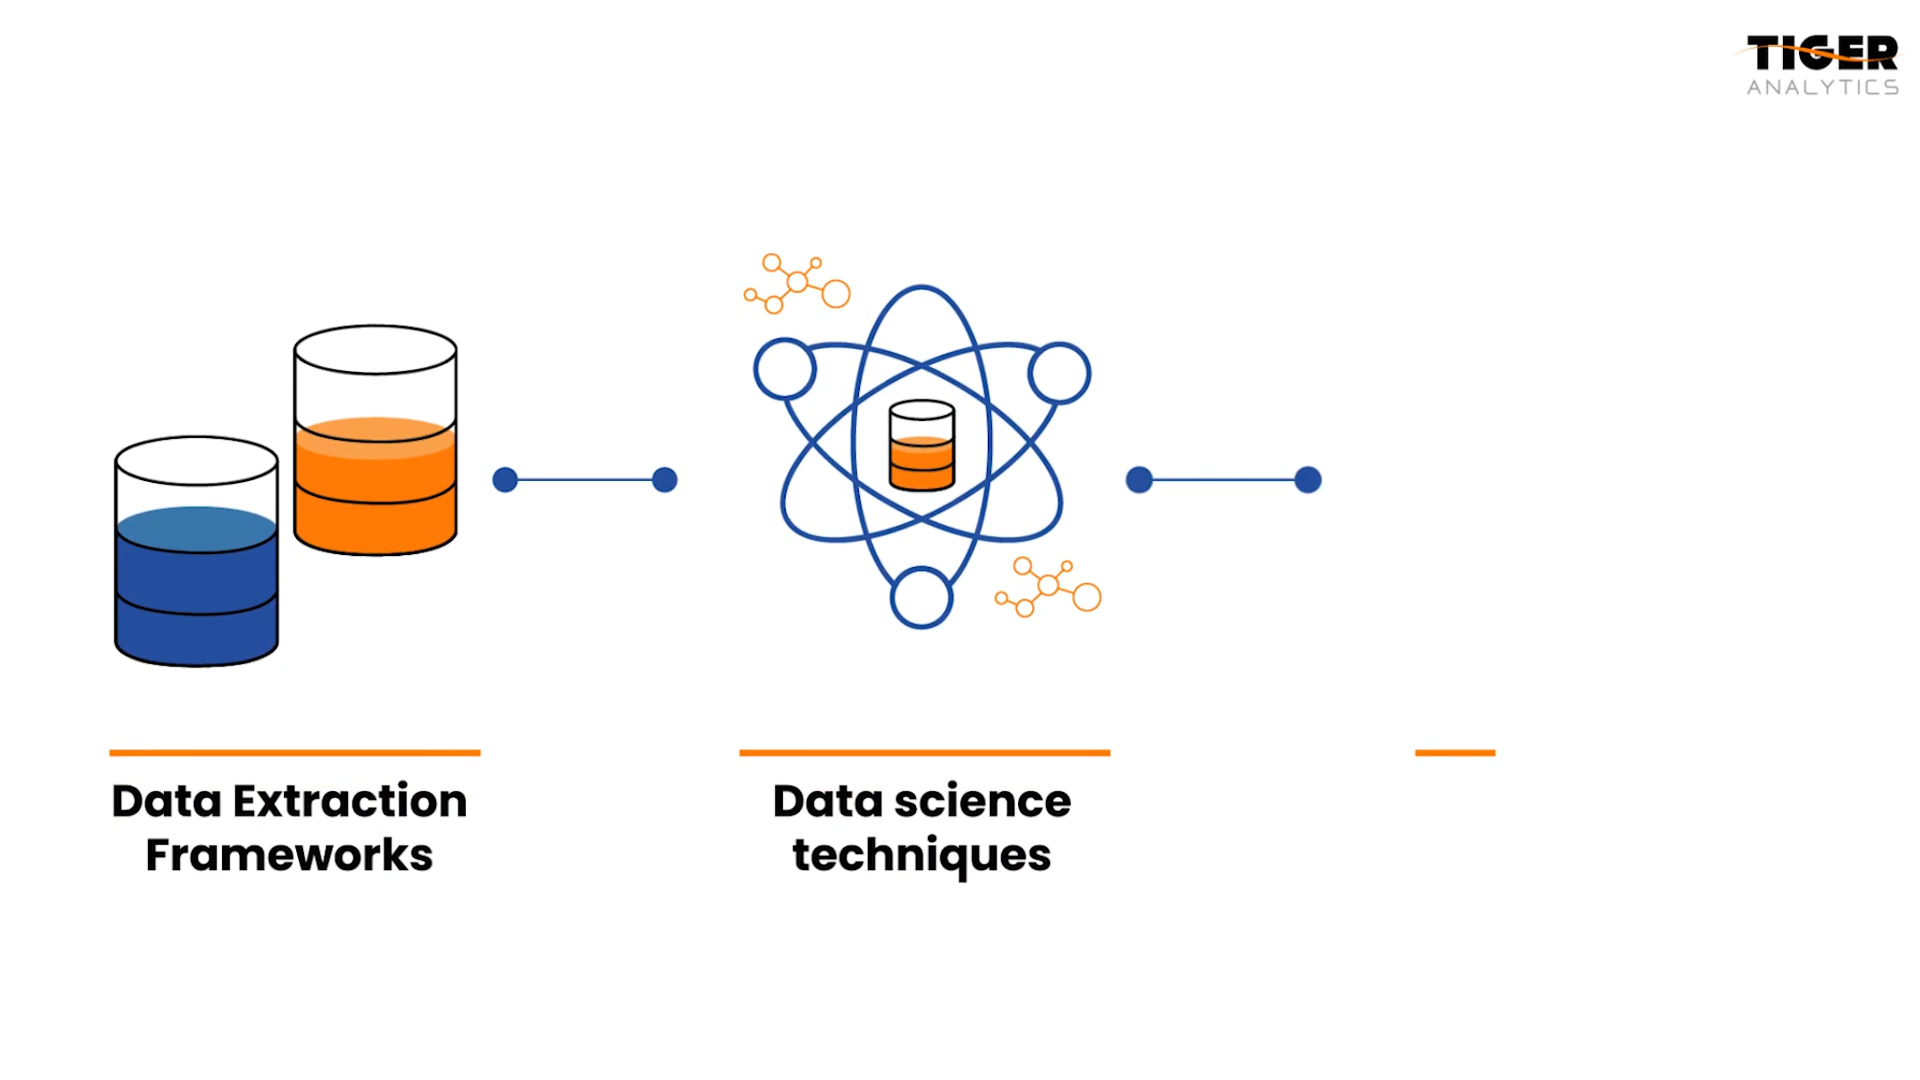 TIGER
ANALYTICS
Data Extraction
Frameworks
Data science
techniques